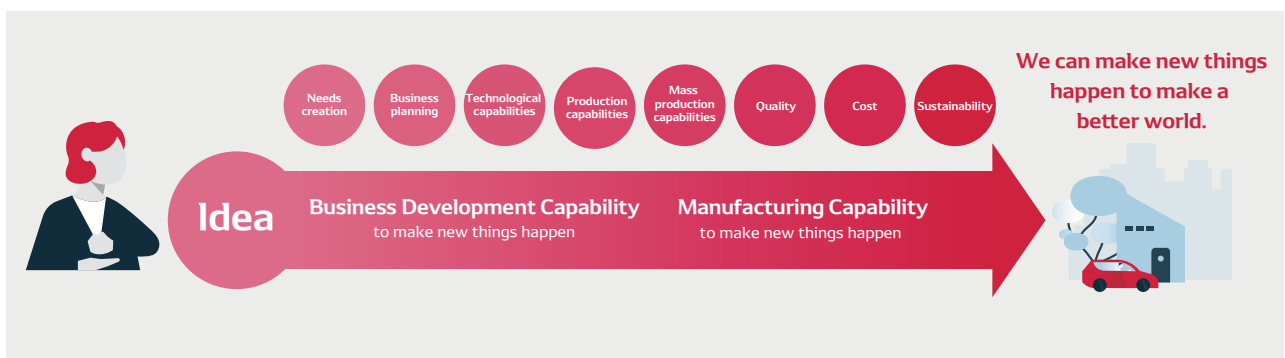 Needs
creation
Business
planning
Technological
capabilities
Production
capabilities
Mass
production
capabilities
Quality
Cost
Sustainability
We can make new things
happen to make a
better world.
Idea
Business Development Capability
to make new things happen
Manufacturing Capability
to make new things happen